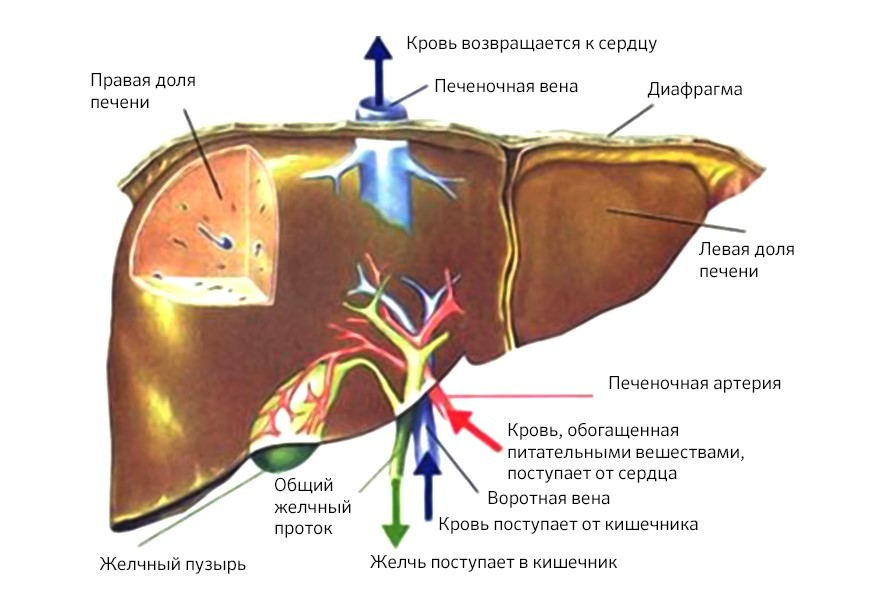 Кровь возвращается к сердцу
Правая доля
печени
Печеночная вена
Диафрагма
Левая доля
печени
Печеночная артерия
Кровь, обогащенная
питательными вешествами,
поступает от сердца
Общий
желчный
проток
Воротная вена
Кровь поступает от кишечника
Желчный пузырь
Желчь поступает в кишечник